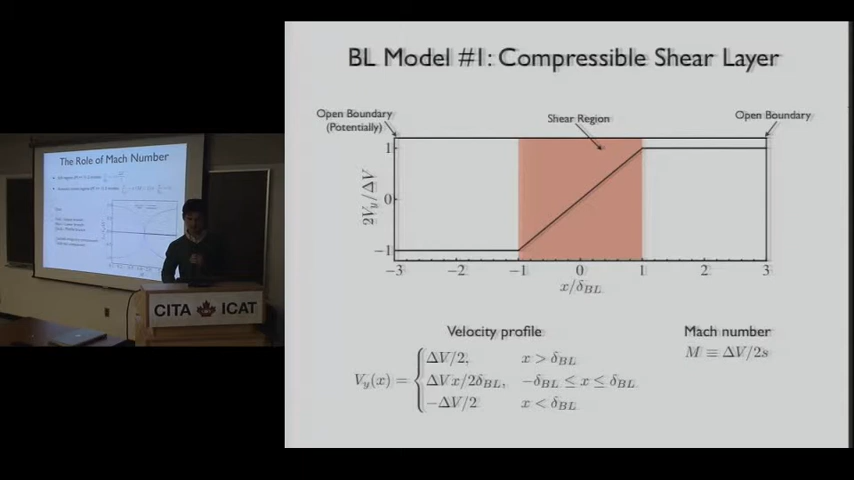 BL Model #1: Compressible Shear Layer
Open Boundary
(Potentially)
Shear Region
Open Boundary
2V_y/ΔV
1
0
−1
−3
−2
−1
0
1
2
3
x/δ_BL
Velocity profile
V_y(x) = { ΔV/2, x > δ_BL
ΔV x/2δ_BL, −δ_BL ≤ x ≤ δ_BL
−ΔV/2 x < δ_BL
Mach number
M ≡ ΔV/2s
The Role of Mach Number
CITA ICAT